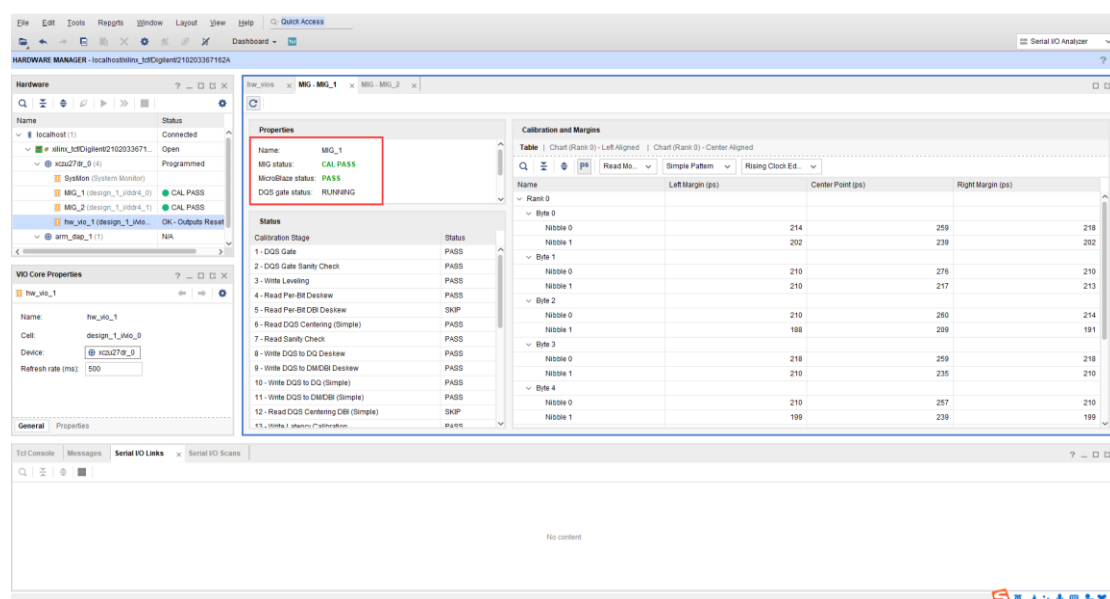 File Edit Tools Reports Window Layout View Help Quick Access
Dashboard
Serial I/O Analyzer
HARDWARE MANAGER - localhost/xilinx_tcf/Digilent/210203367162A
Hardware
Name Status
localhost (1) Connected
xilinx_tcf/Digilent/2102033671... Open
xczu27dr_0 (4) Programmed
SysMon (System Monitor)
MIG_1 (design_1_i/ddr4_0) CAL PASS
MIG_2 (design_1_i/ddr4_1) CAL PASS
hw_vio_1 (design_1_i/vio... OK - Outputs Reset
arm_dap_1 (1) N/A
VIO Core Properties
hw_vio_1
Name: hw_vio_1
Cell: design_1_i/vio_0
Device: xczu27dr_0
Refresh rate (ms): 500
General Properties
hw_vios MIG - MIG_1 MIG - MIG_2
Properties
Name: MIG_1
MIG status: CAL PASS
MicroBlaze status: PASS
DQS gate status: RUNNING
Status
Calibration Stage Status
1 - DQS Gate PASS
2 - DQS Gate Sanity Check PASS
3 - Write Leveling PASS
4 - Read Per-Bit Deskew PASS
5 - Read Per-Bit DBI Deskew SKIP
6 - Read DQS Centering (Simple) PASS
7 - Read Sanity Check PASS
8 - Write DQS to DQ Deskew PASS
9 - Write DQS to DM/DBI Deskew PASS
10 - Write DQS to DQ (Simple) PASS
11 - Write DQS to DM/DBI (Simple) PASS
12 - Read DQS Centering DBI (Simple) SKIP
13 - Write Latency Calibration PASS
Calibration and Margins
Table | Chart (Rank 0) - Left Aligned | Chart (Rank 0) - Center Aligned
ps Read Mo... Simple Pattern Rising Clock Ed...
Name Left Margin (ps) Center Point (ps) Right Margin (ps)
Rank 0
Byte 0
Nibble 0 214 259 218
Nibble 1 202 239 202
Byte 1
Nibble 0 210 276 210
Nibble 1 210 217 213
Byte 2
Nibble 0 210 260 214
Nibble 1 188 209 191
Byte 3
Nibble 0 218 259 218
Nibble 1 210 235 210
Byte 4
Nibble 0 210 257 210
Nibble 1 199 239 199
Tcl Console Messages Serial I/O Links Serial I/O Scans
No content